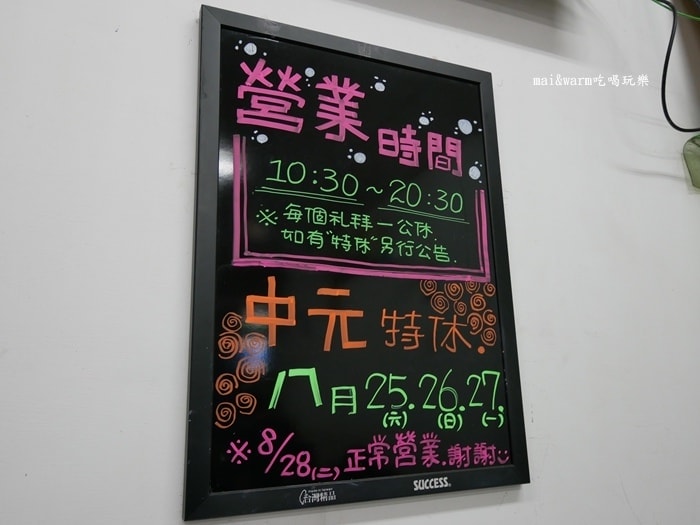 mai&warm吃喝玩樂
營業時間
10:30~20:30
※每個礼拜一公休.
如有"特休"另行公告.
中元特休.
八月25.26.27.
(六)(日)(一)
※8/28(二)正常營業.謝謝
台灣精品
SUCCESS